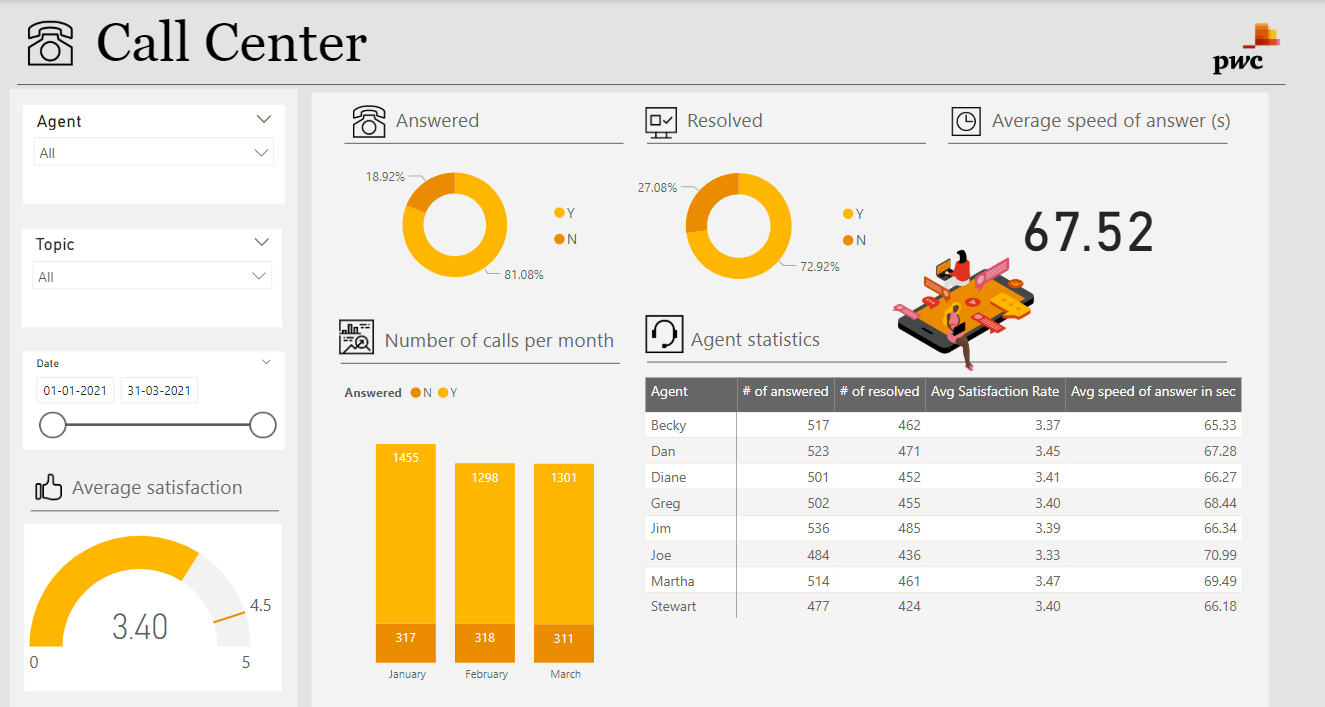 Call Center
pwc
Agent
All
Topic
All
Date
01-01-2021 31-03-2021
Average satisfaction
3.40
4.5
0 5
Answered
18.92%
Y
N
81.08%
Resolved
27.08%
Y
N
72.92%
Average speed of answer (s)
67.52
Number of calls per month
Answered N Y
1455 1298 1301
317 318 311
January February March
Agent statistics
Agent # of answered # of resolved Avg Satisfaction Rate Avg speed of answer in sec
Becky 517 462 3.37 65.33
Dan 523 471 3.45 67.28
Diane 501 452 3.41 66.27
Greg 502 455 3.40 68.44
Jim 536 485 3.39 66.34
Joe 484 436 3.33 70.99
Martha 514 461 3.47 69.49
Stewart 477 424 3.40 66.18